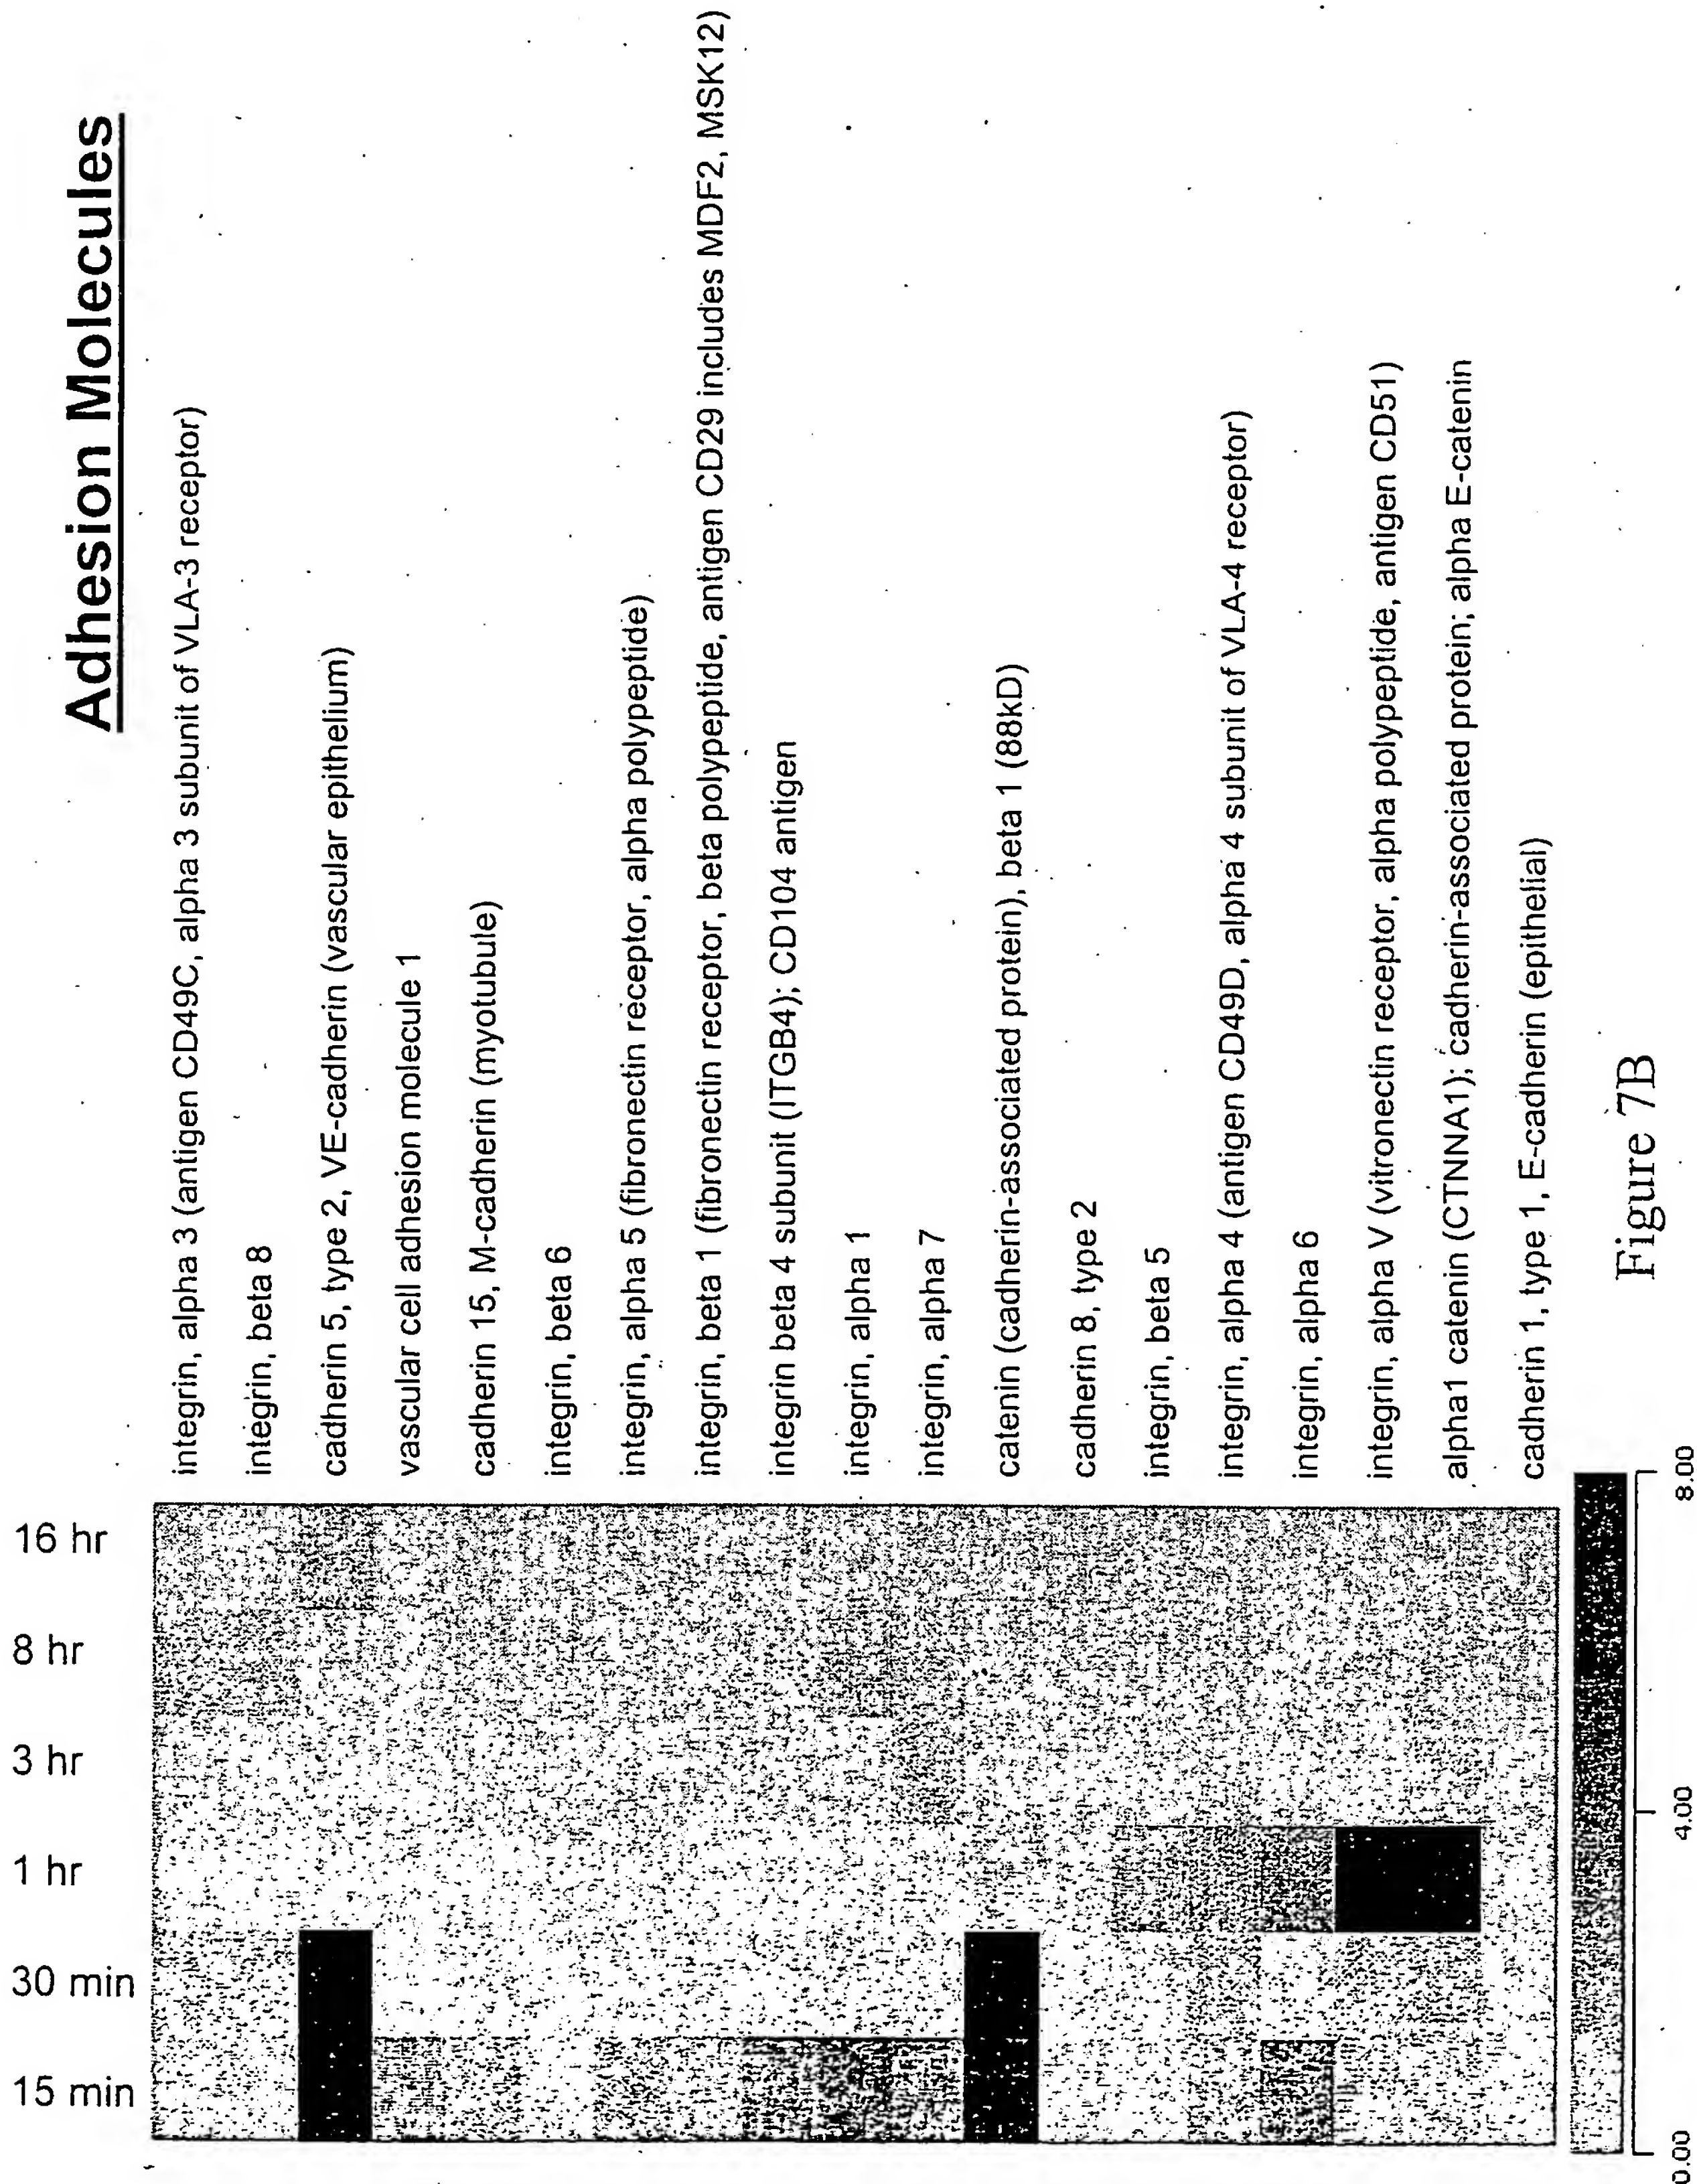 Adhesion Molecules
15 min
30 min
1 hr
3 hr
8 hr
16 hr
integrin, alpha 3 (antigen CD49C, alpha 3 subunit of VLA-3 receptor)
integrin, beta 8
cadherin 5, type 2, VE-cadherin (vascular epithelium)
vascular cell adhesion molecule 1
cadherin 15, M-cadherin (myotubule)
integrin, beta 6
integrin, alpha 5 (fibronectin receptor, alpha polypeptide)
integrin, beta 1 (fibronectin receptor, beta polypeptide, antigen CD29 includes MDF2, MSK12)
integrin beta 4 subunit (ITGB4); CD104 antigen
integrin, alpha 1
integrin, alpha 7
catenin (cadherin-associated protein), beta 1 (88kD)
cadherin 8, type 2
integrin, beta 5
integrin, alpha 4 (antigen CD49D, alpha 4 subunit of VLA-4 receptor)
integrin, alpha 6
integrin, alpha V (vitronectin receptor, alpha polypeptide, antigen CD51)
alpha1 catenin (CTNNA1); cadherin-associated protein; alpha E-catenin
cadherin 1, type 1, E-cadherin (epithelial)
0.00
4.00
8.00
Figure 7B